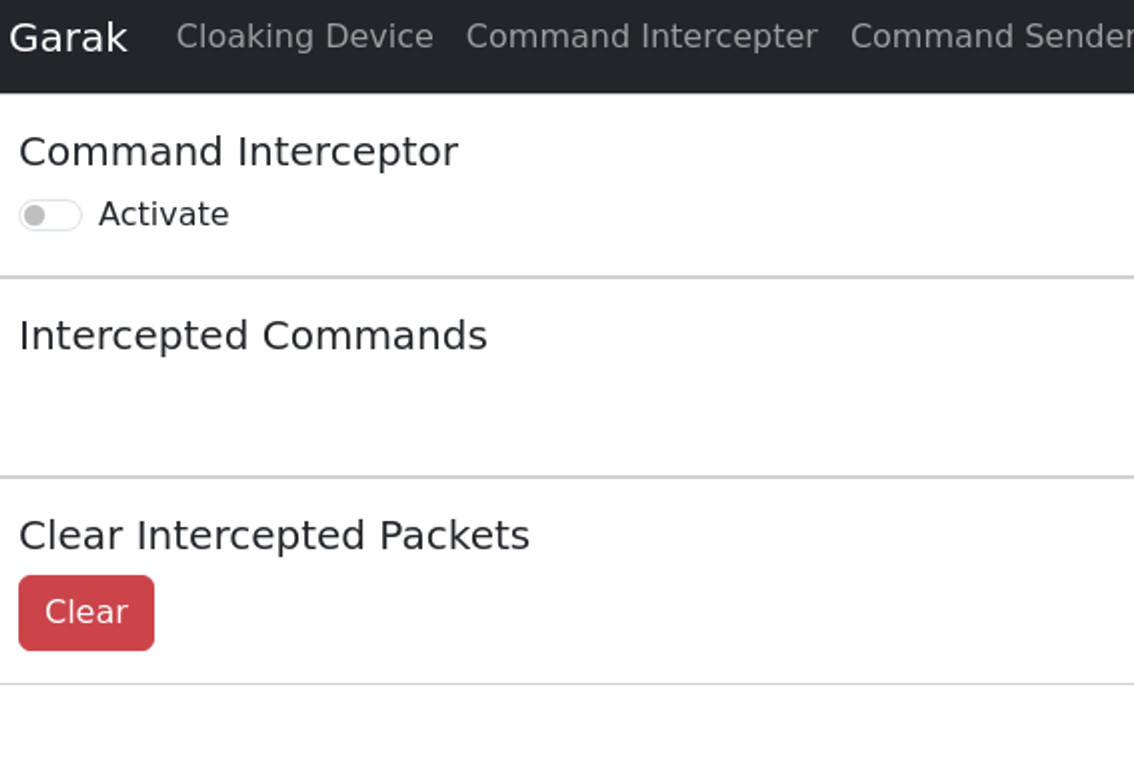 Garak Cloaking Device Command Intercepter Command Sender
Command Interceptor
Activate
Intercepted Commands
Clear Intercepted Packets
Clear